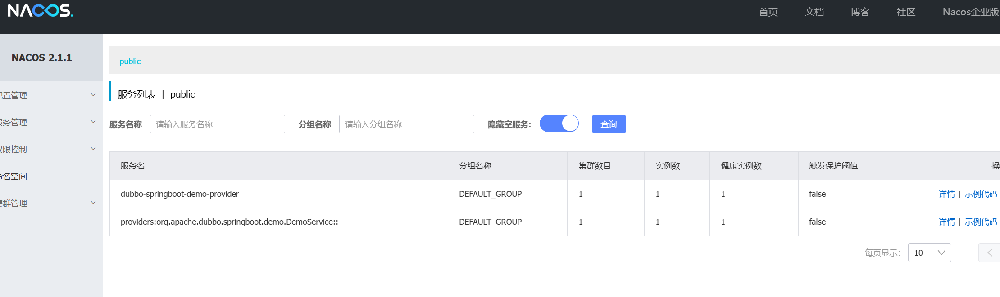 NACOS.
首页 文档 博客 社区 Nacos企业版
NACOS 2.1.1
public
配置管理
服务列表 | public
服务管理
服务名称 请输入服务名称 分组名称 请输入分组名称 隐藏空服务: 查询
权限控制
命名空间
集群管理
服务名 分组名称 集群数目 实例数 健康实例数 触发保护阈值 操
dubbo-springboot-demo-provider DEFAULT_GROUP 1 1 1 false 详情 | 示例代码
providers:org.apache.dubbo.springboot.demo.DemoService:: DEFAULT_GROUP 1 1 1 false 详情 | 示例代码
每页显示: 10